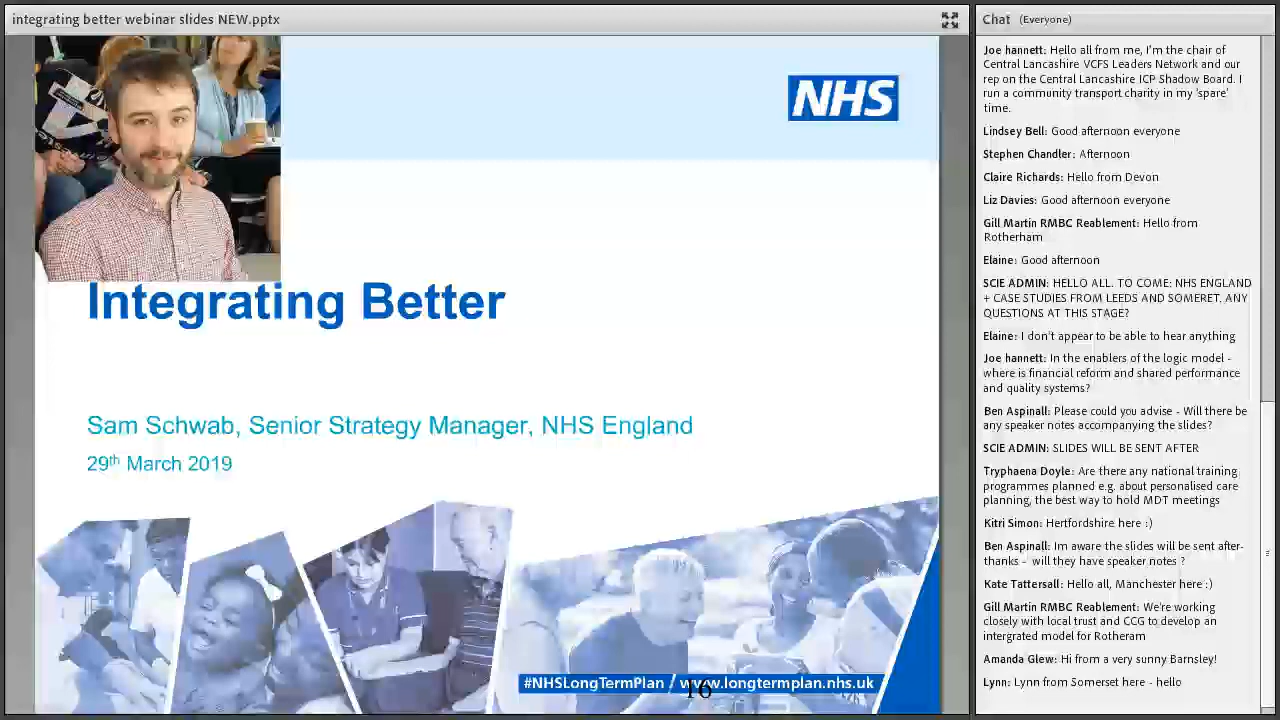 integrating better webinar slides NEW.pptx
NHS
Integrating Better
Sam Schwab, Senior Strategy Manager, NHS England
29th March 2019
#NHSLongTermPlan / www.longtermplan.nhs.uk
16
Chat (Everyone)
Joe hannett: Hello all from me, I'm the chair of
Central Lancashire VCFS Leaders Network and our
rep on the Central Lancashire ICP Shadow Board. I
run a community transport charity in my 'spare'
time.
Lindsey Bell: Good afternoon everyone
Stephen Chandler: Afternoon
Claire Richards: Hello from Devon
Liz Davies: Good afternoon everyone
Gill Martin RMBC Reablement: Hello from
Rotherham
Elaine: Good afternoon
SCIE ADMIN: HELLO ALL. TO COME: NHS ENGLAND
+ CASE STUDIES FROM LEEDS AND SOMERET. ANY
QUESTIONS AT THIS STAGE?
Elaine: I don't appear to be able to hear anything
Joe hannett: In the enablers of the logic model -
where is financial reform and shared performance
and quality systems?
Ben Aspinall: Please could you advise - Will there be
any speaker notes accompanying the slides?
SCIE ADMIN: SLIDES WILL BE SENT AFTER
Tryphaena Doyle: Are there any national training
programmes planned e.g. about personalised care
planning, the best way to hold MDT meetings
Kitri Simon: Hertfordshire here :)
Ben Aspinall: Im aware the slides will be sent after-
thanks - will they have speaker notes ?
Kate Tattersall: Hello all, Manchester here :)
Gill Martin RMBC Reablement: We're working
closely with local trust and CCG to develop an
intergrated model for Rotheram
Amanda Glew: Hi from a very sunny Barnsley!
Lynn: Lynn from Somerset here - hello